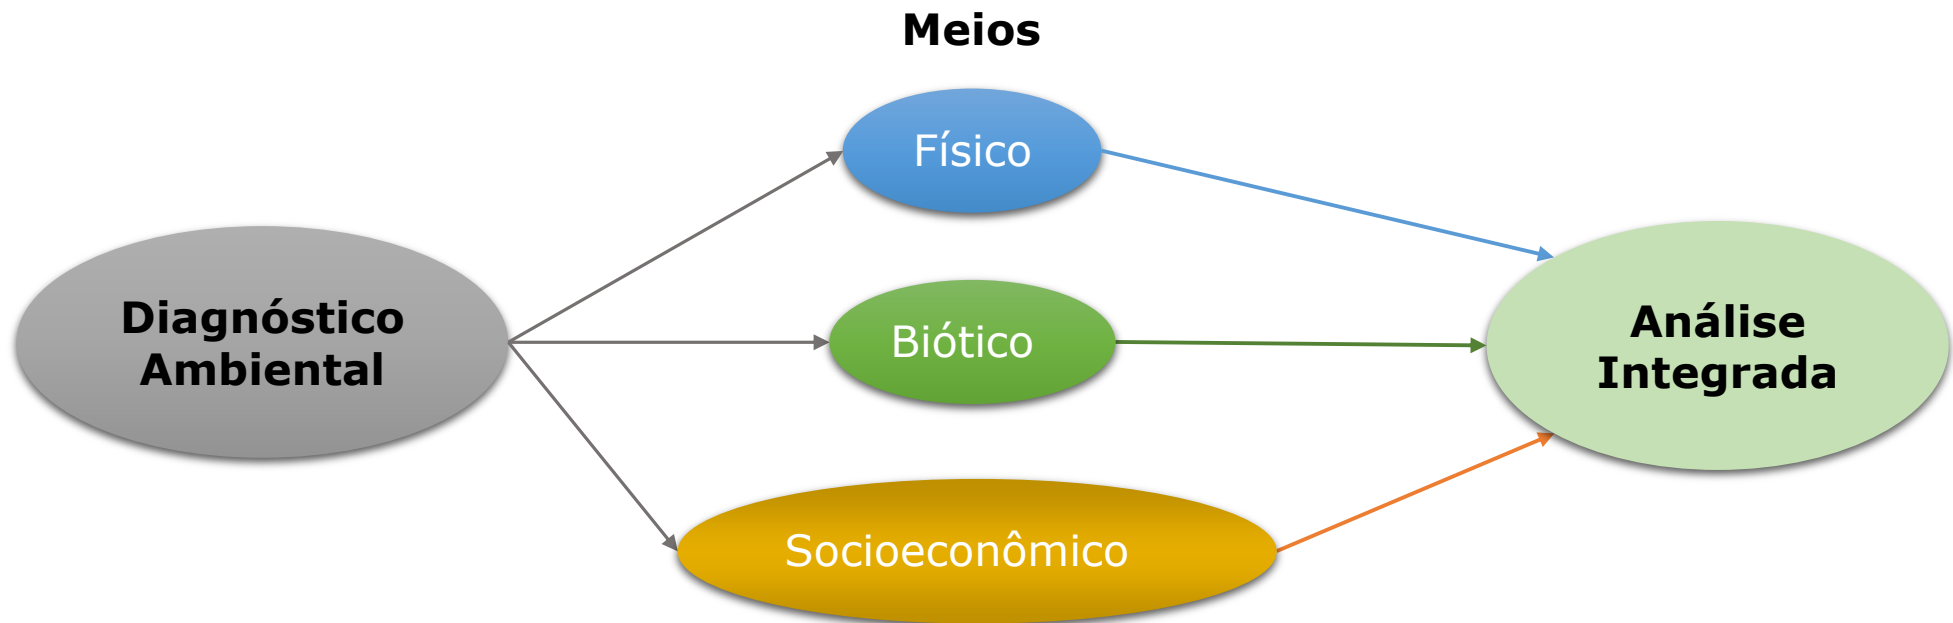 Meios
Físico
Diagnóstico
Ambiental
Biótico
Análise
Integrada
Socioeconômico